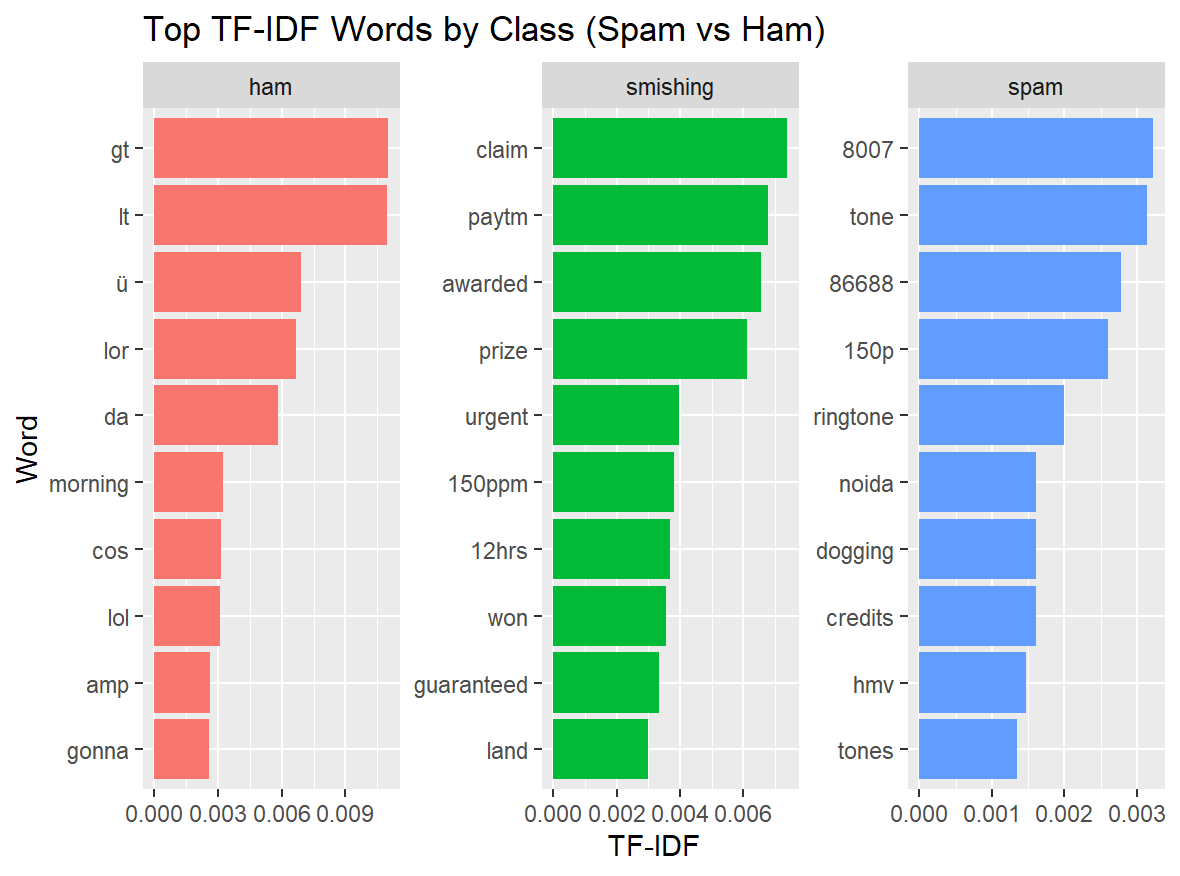 Top TF-IDF Words by Class (Spam vs Ham)
ham
smishing
spam
Word
gt
lt
ü
lor
da
morning
cos
lol
amp
gonna
0.000 0.003 0.006 0.009
claim
paytm
awarded
prize
urgent
150ppm
12hrs
won
guaranteed
land
0.000 0.002 0.004 0.006
8007
tone
86688
150p
ringtone
noida
dogging
credits
hmv
tones
0.000 0.001 0.002 0.003
TF-IDF